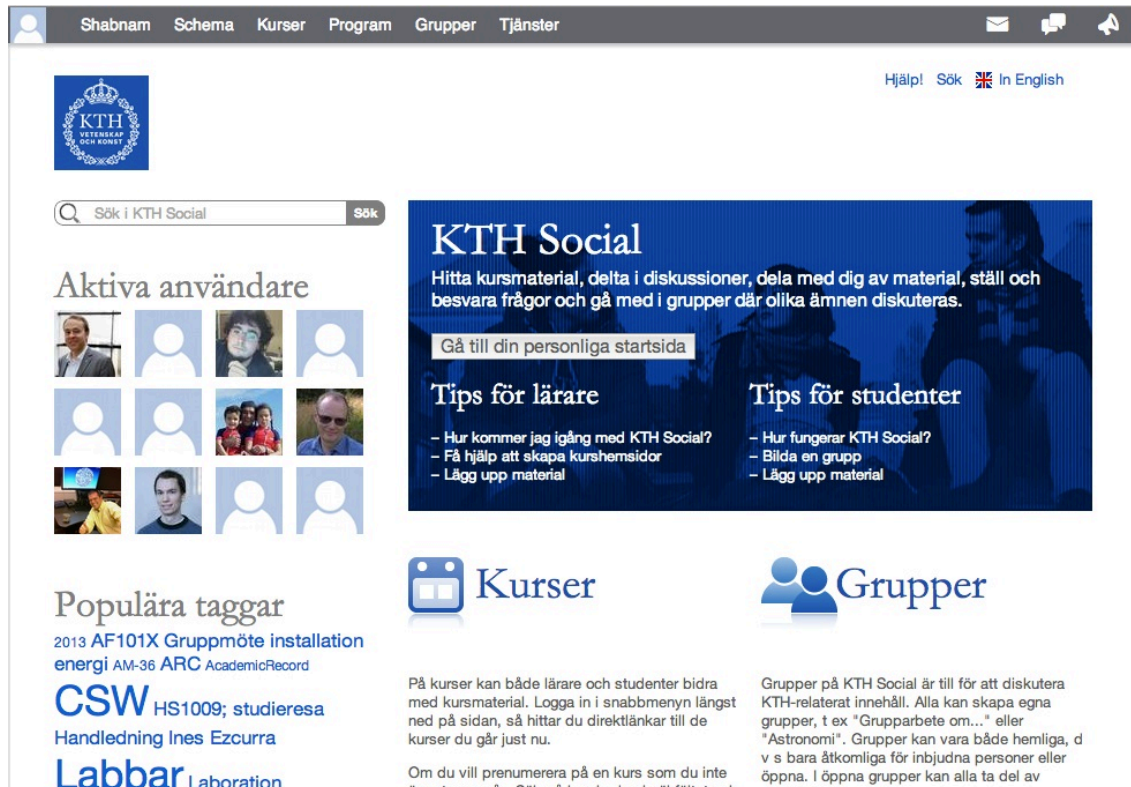 Shabnam Schema Kurser Program Grupper Tjänster
Hjälp! Sök In English
KTH
VETENSKAP
OCH KONST
Sök i KTH Social Sök
Aktiva användare
KTH Social
Hitta kursmaterial, delta i diskussioner, dela med dig av material, ställ och
besvara frågor och gå med i grupper där olika ämnen diskuteras.
Gå till din personliga startsida
Tips för lärare
– Hur kommer jag igång med KTH Social?
– Få hjälp att skapa kurshemsidor
– Lägg upp material
Tips för studenter
– Hur fungerar KTH Social?
– Bilda en grupp
– Lägg upp material
Populära taggar
2013 AF101X Gruppmöte installation
energi AM-36 ARC AcademicRecord
CSW HS1009; studieresa
Handledning Ines Ezcurra
Labbar Laboration
Kurser
På kurser kan både lärare och studenter bidra
med kursmaterial. Logga in i snabbmenyn längst
ned på sidan, så hittar du direktlänkar till de
kurser du går just nu.
Om du vill prenumerera på en kurs som du inte
Grupper
Grupper på KTH Social är till för att diskutera
KTH-relaterat innehåll. Alla kan skapa egna
grupper, t ex "Grupparbete om..." eller
"Astronomi". Grupper kan vara både hemliga, d
v s bara åtkomliga för inbjudna personer eller
öppna. I öppna grupper kan alla ta del av